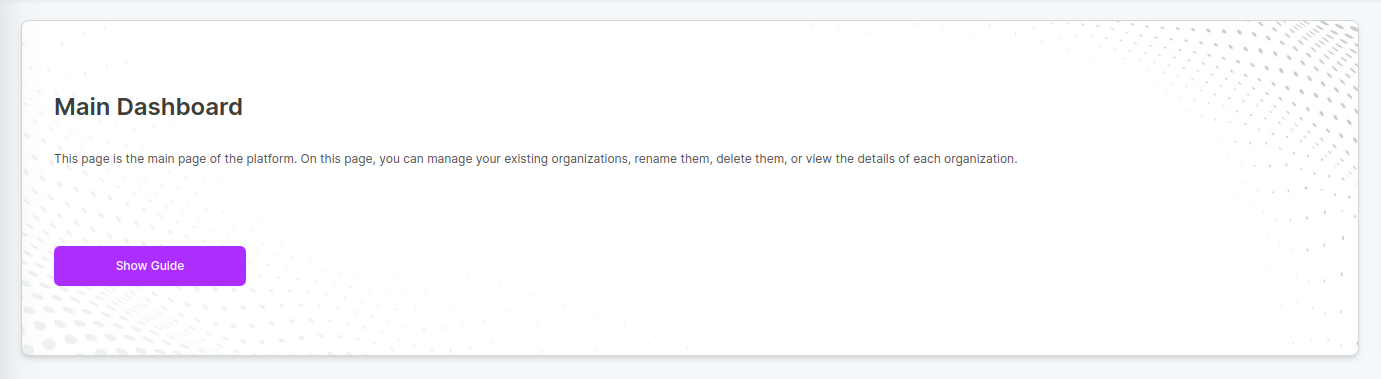 Main Dashboard
This page is the main page of the platform. On this page, you can manage your existing organizations, rename them, delete them, or view the details of each organization.
Show Guide